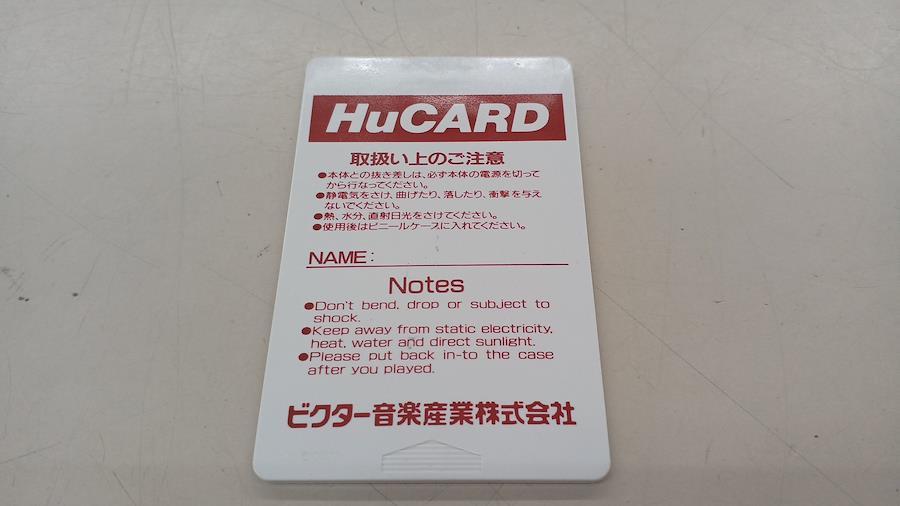 HuCARD
取扱い上のご注意
●本体との抜き差しは、必ず本体の電源を切って
から行なってください。
●静電気をさけ、曲げたり、落したり、衝撃を与え
ないでください。
●熱、水分、直射日光をさけてください。
●使用後はビニールケースに入れてください。
NAME:
Notes
●Don't bend, drop or subject to
shock.
●Keep away from static electricity,
heat, water and direct sunlight.
●Please put back in-to the case
after you played.
ビクター音楽産業株式会社